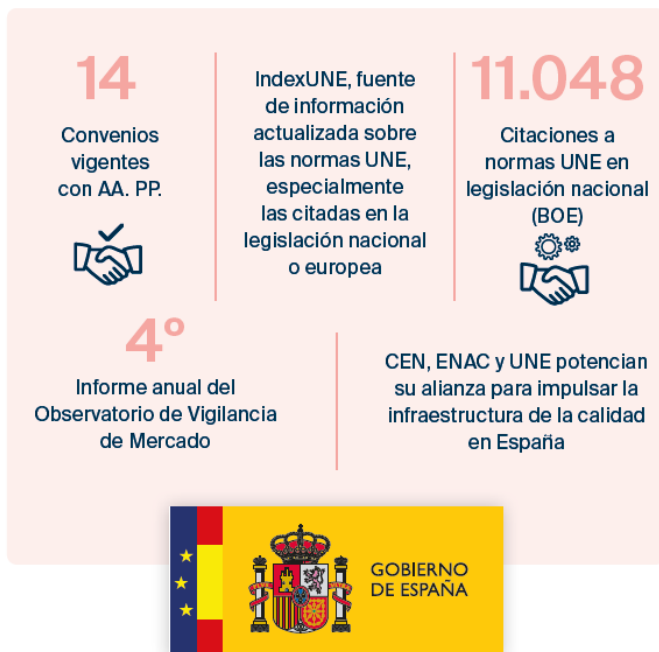 14
Convenios
vigentes
con AA. PP.
IndexUNE, fuente
de información
actualizada sobre
las normas UNE,
especialmente
las citadas en la
legislación nacional
o europea
11.048
Citaciones a
normas UNE en
legislación nacional
(BOE)
4º
Informe anual del
Observatorio de Vigilancia
de Mercado
CEN, ENAC y UNE potencian
su alianza para impulsar la
infraestructura de la calidad
en España
GOBIERNO
DE ESPAÑA